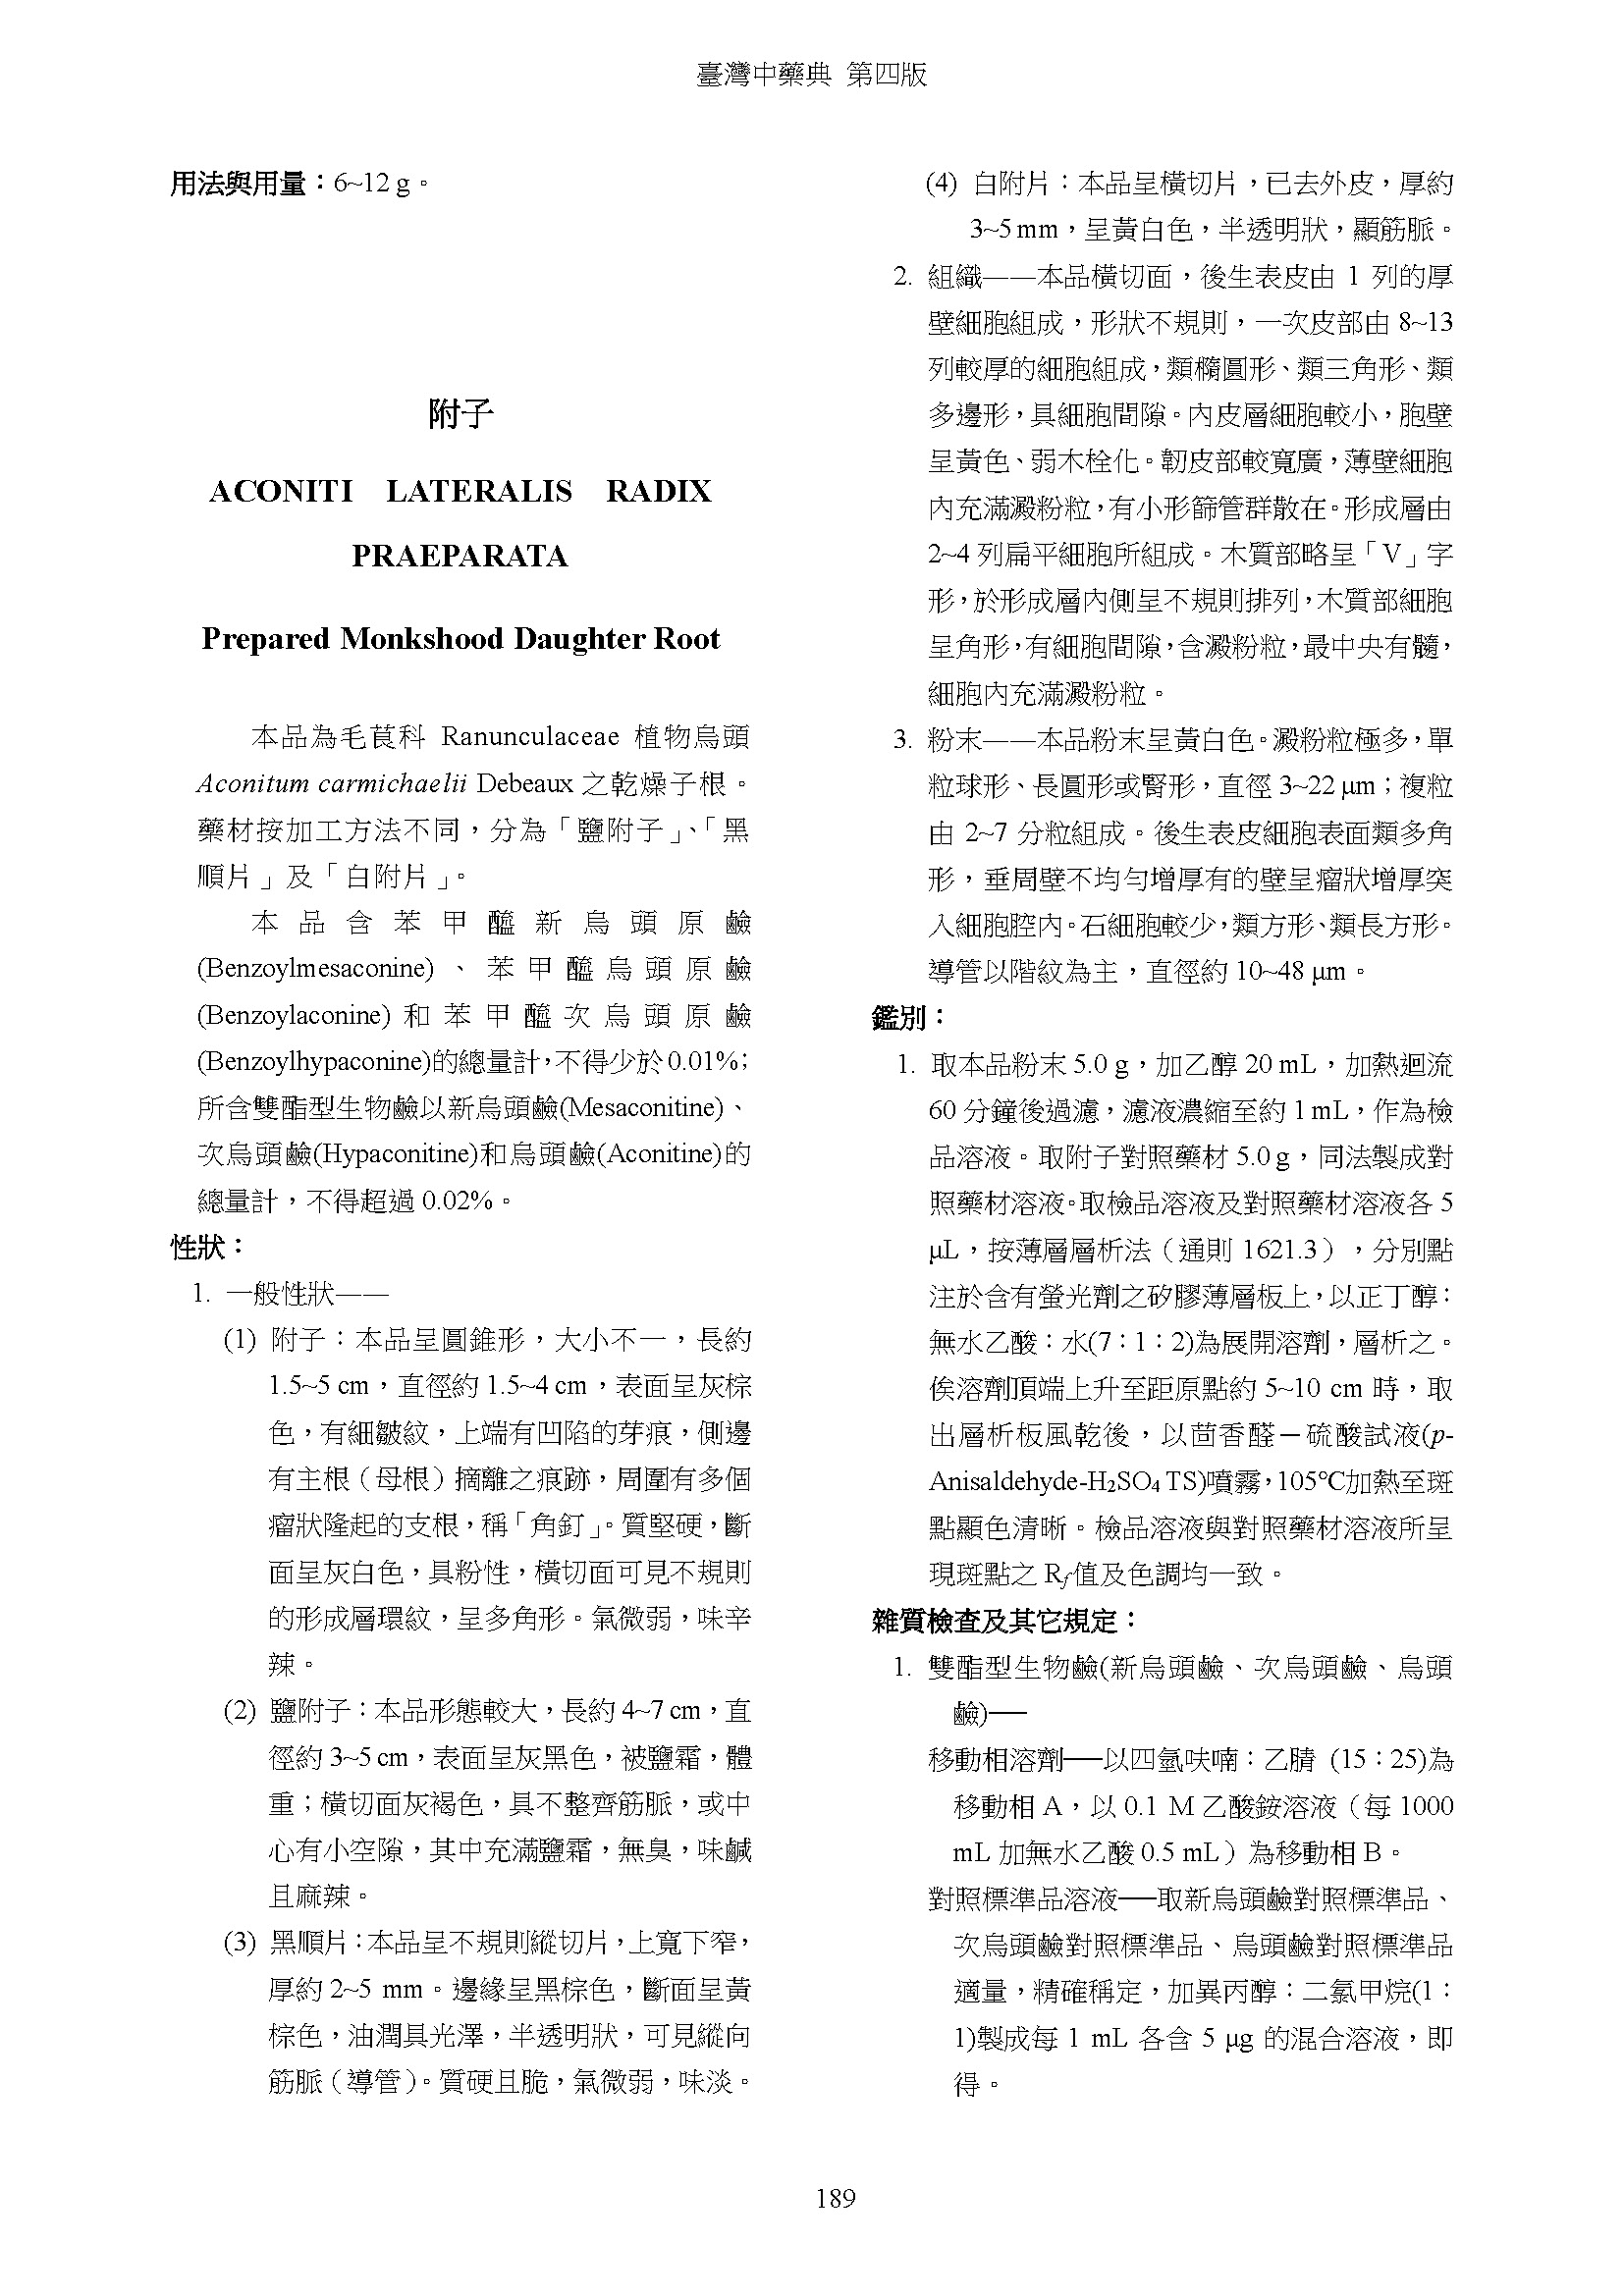 臺灣中藥典 第四版
用法與用量：6~12 g。
附子
ACONITI LATERALIS RADIX
PRAEPARATA
Prepared Monkshood Daughter Root
本品為毛茛科 Ranunculaceae 植物烏頭
Aconitum carmichaelii Debeaux 之乾燥子根。
藥材按加工方法不同，分為「鹽附子」、「黑
順片」及「白附片」。
本品含苯甲醯新烏頭原鹼
(Benzoylmesaconine)、苯甲醯烏頭原鹼
(Benzoylaconine)和苯甲醯次烏頭原鹼
(Benzoylhypaconine)的總量計，不得少於 0.01%；
所含雙酯型生物鹼以新烏頭鹼(Mesaconitine)、
次烏頭鹼(Hypaconitine)和烏頭鹼(Aconitine)的
總量計，不得超過 0.02%。
性狀：
1. 一般性狀——
(1) 附子：本品呈圓錐形，大小不一，長約
1.5~5 cm，直徑約 1.5~4 cm，表面呈灰棕
色，有細皺紋，上端有凹陷的芽痕，側邊
有主根（母根）摘離之痕跡，周圍有多個
瘤狀隆起的支根，稱「角釘」。質堅硬，斷
面呈灰白色，具粉性，橫切面可見不規則
的形成層環紋，呈多角形。氣微弱，味辛
辣。
(2) 鹽附子：本品形態較大，長約 4~7 cm，直
徑約 3~5 cm，表面呈灰黑色，被鹽霜，體
重；橫切面灰褐色，具不整齊筋脈，或中
心有小空隙，其中充滿鹽霜，無臭，味鹹
且麻辣。
(3) 黑順片：本品呈不規則縱切片，上寬下窄，
厚約 2~5 mm。邊緣呈黑棕色，斷面呈黃
棕色，油潤具光澤，半透明狀，可見縱向
筋脈（導管）。質硬且脆，氣微弱，味淡。
(4) 白附片：本品呈橫切片，已去外皮，厚約
3~5 mm，呈黃白色，半透明狀，顯筋脈。
2. 組織——本品橫切面，後生表皮由 1 列的厚
壁細胞組成，形狀不規則，一次皮部由 8~13
列較厚的細胞組成，類橢圓形、類三角形、類
多邊形，具細胞間隙。內皮層細胞較小，胞壁
呈黃色、弱木栓化。韌皮部較寬廣，薄壁細胞
內充滿澱粉粒，有小形篩管群散在。形成層由
2~4 列扁平細胞所組成。木質部略呈「V」字
形，於形成層內側呈不規則排列，木質部細胞
呈角形，有細胞間隙，含澱粉粒，最中央有髓，
細胞內充滿澱粉粒。
3. 粉末——本品粉末呈黃白色。澱粉粒極多，單
粒球形、長圓形或腎形，直徑 3~22 μm；複粒
由 2~7 分粒組成。後生表皮細胞表面類多角
形，垂周壁不均勻增厚有的壁呈瘤狀增厚突
入細胞腔內。石細胞較少，類方形、類長方形。
導管以階紋為主，直徑約 10~48 μm。
鑑別：
1. 取本品粉末 5.0 g，加乙醇 20 mL，加熱迴流
60 分鐘後過濾，濾液濃縮至約 1 mL，作為檢
品溶液。取附子對照藥材 5.0 g，同法製成對
照藥材溶液。取檢品溶液及對照藥材溶液各 5
μL，按薄層層析法（通則 1621.3），分別點
注於含有螢光劑之矽膠薄層板上，以正丁醇：
無水乙酸：水(7：1：2)為展開溶劑，層析之。
俟溶劑頂端上升至距原點約 5~10 cm 時，取
出層析板風乾後，以茴香醛－硫酸試液(p-
Anisaldehyde-H₂SO₄ TS)噴霧，105℃加熱至斑
點顯色清晰。檢品溶液與對照藥材溶液所呈
現斑點之 Rf值及色調均一致。
雜質檢查及其它規定：
1. 雙酯型生物鹼(新烏頭鹼、次烏頭鹼、烏頭
鹼)──
移動相溶劑──以四氫呋喃：乙腈 (15：25)為
移動相 A，以 0.1 M 乙酸銨溶液（每 1000
mL 加無水乙酸 0.5 mL）為移動相 B。
對照標準品溶液──取新烏頭鹼對照標準品、
次烏頭鹼對照標準品、烏頭鹼對照標準品
適量，精確稱定，加異丙醇：二氯甲烷(1：
1)製成每 1 mL 各含 5 μg 的混合溶液，即
得。
189